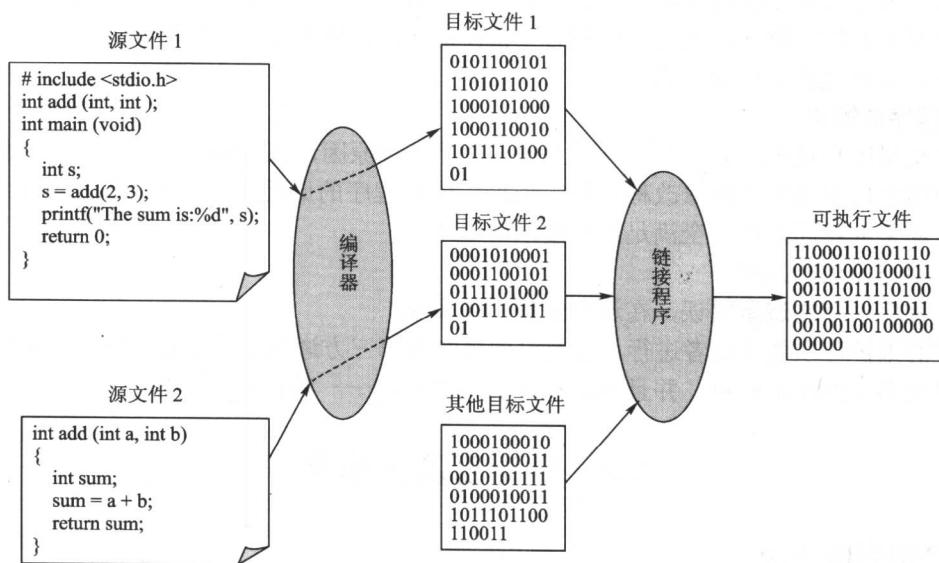 源文件 1
# include <stdio.h>
int add (int, int );
int main (void)
{
int s;
s = add(2, 3);
printf("The sum is:%d", s);
return 0;
}
源文件 2
int add (int a, int b)
{
int sum;
sum = a + b;
return sum;
}
编译器
目标文件 1
0101100101
1101011010
1000101000
1000110010
1011110100
01
目标文件 2
0001010001
0001100101
0111101000
1001110111
01
其他目标文件
1000100010
1000100011
0010101111
0100010011
1011101100
110011
链接程序
可执行文件
11000110101110
00101000100011
00101011110100
01001110111011
00100100100000
00000